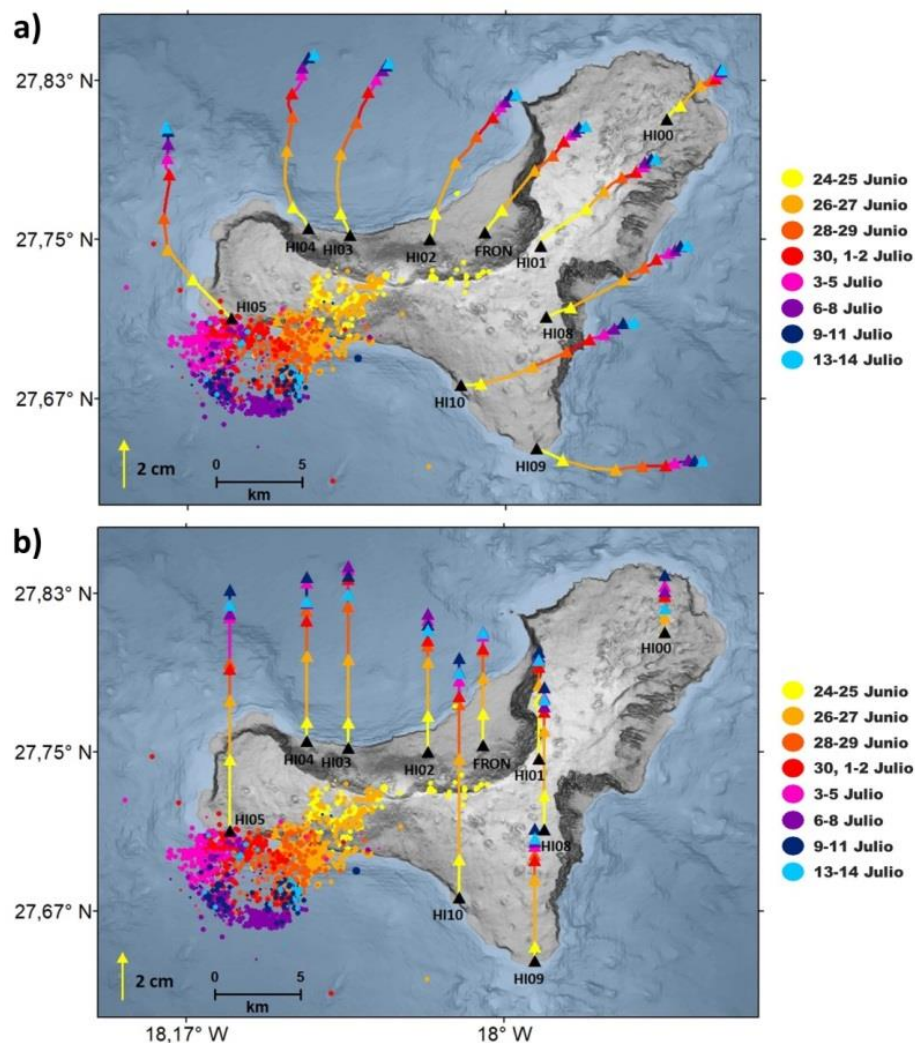 a)
27,83° N
27,75° N
27,67° N
HI00
HI04
HI03
HI02
FRON
HI01
HI05
HI08
HI10
HI09
2 cm
0 5
km
24-25 Junio
26-27 Junio
28-29 Junio
30, 1-2 Julio
3-5 Julio
6-8 Julio
9-11 Julio
13-14 Julio
b)
27,83° N
27,75° N
27,67° N
HI00
HI04
HI03
HI02
FRON
HI01
HI05
HI08
HI10
HI09
2 cm
0 5
km
18,17° W
18° W
24-25 Junio
26-27 Junio
28-29 Junio
30, 1-2 Julio
3-5 Julio
6-8 Julio
9-11 Julio
13-14 Julio